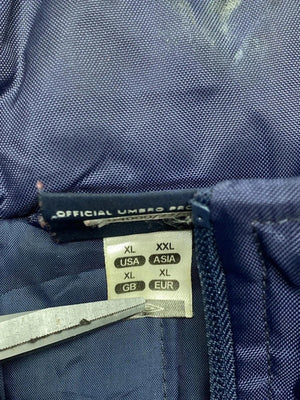 OFFICIAL UMBRO
XL XXL
USA ASIA
XL XL
GB EUR